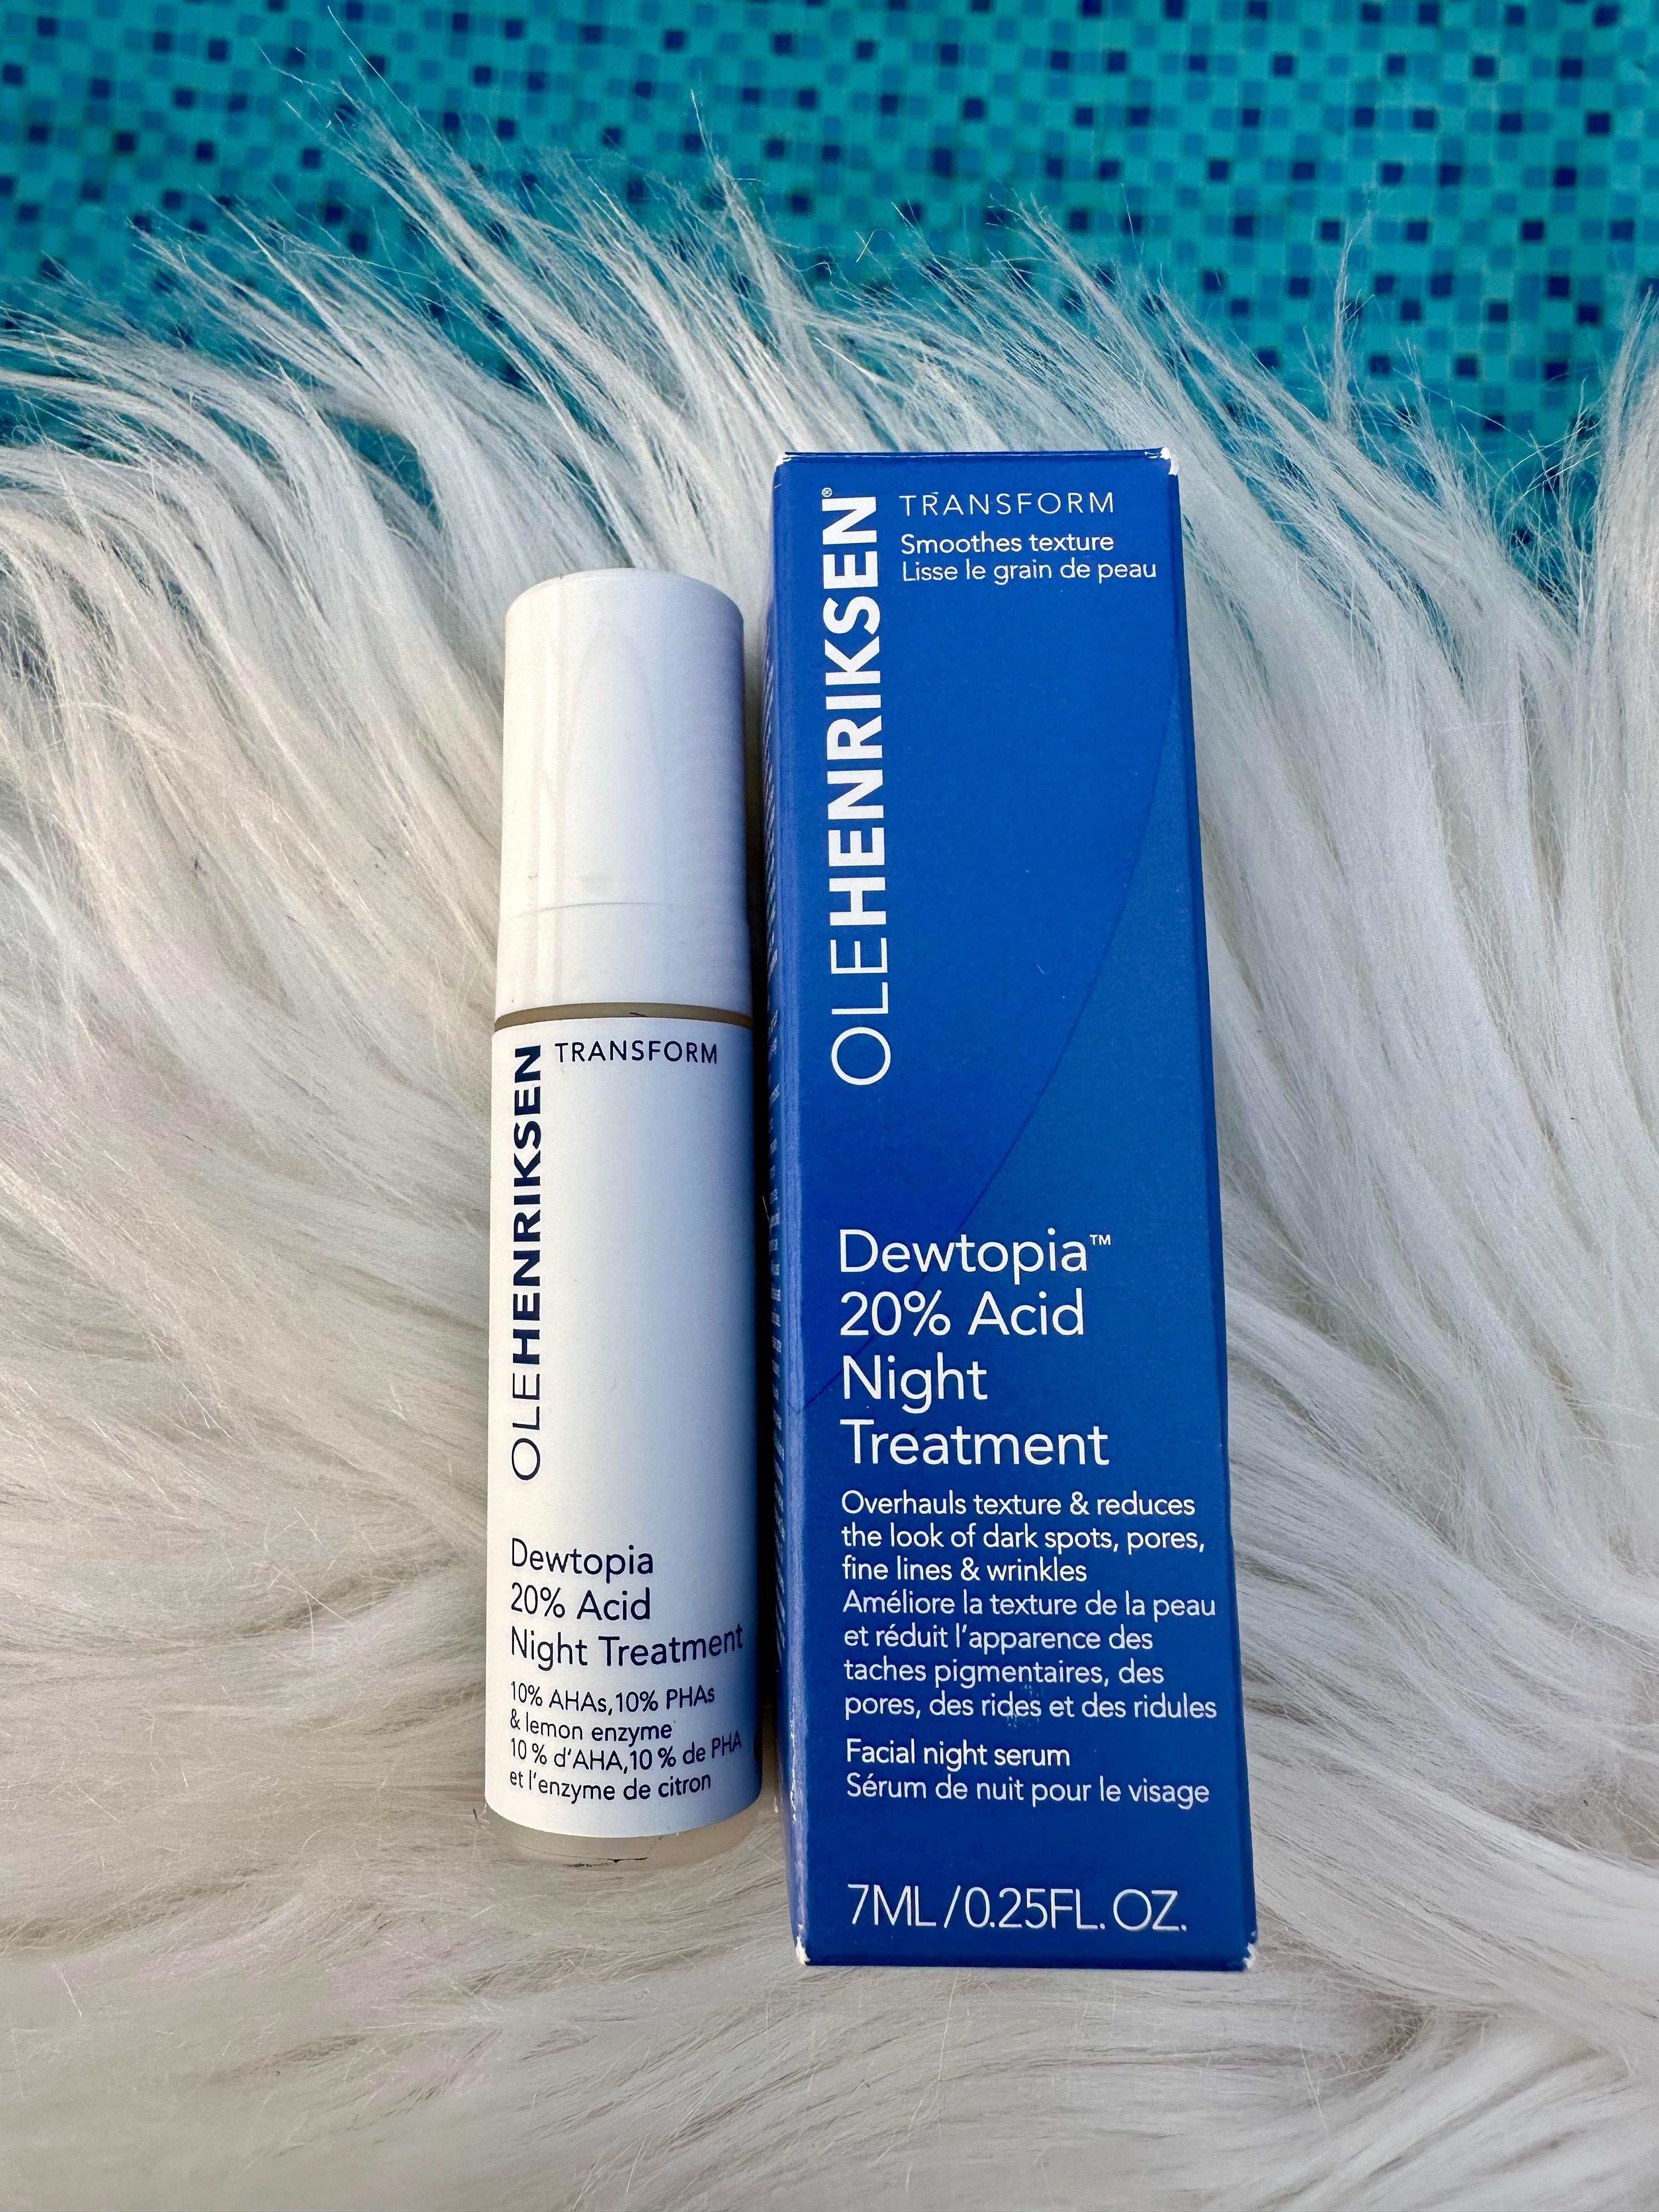 OLEHENRIKSEN
TRANSFORM
Dewtopia
20% Acid
Night Treatment
10% AHAs, 10% PHAs
& lemon enzyme
10 % d'AHA, 10 % de PHA
et l'enzyme de citron
OLEHENRIKSEN®
TRANSFORM
Smoothes texture
Lisse le grain de peau
Dewtopia™
20% Acid
Night
Treatment
Overhauls texture & reduces
the look of dark spots, pores,
fine lines & wrinkles
Améliore la texture de la peau
et réduit l'apparence des
taches pigmentaires, des
pores, des rides et des ridules
Facial night serum
Sérum de nuit pour le visage
7ML/0.25FL. OZ.